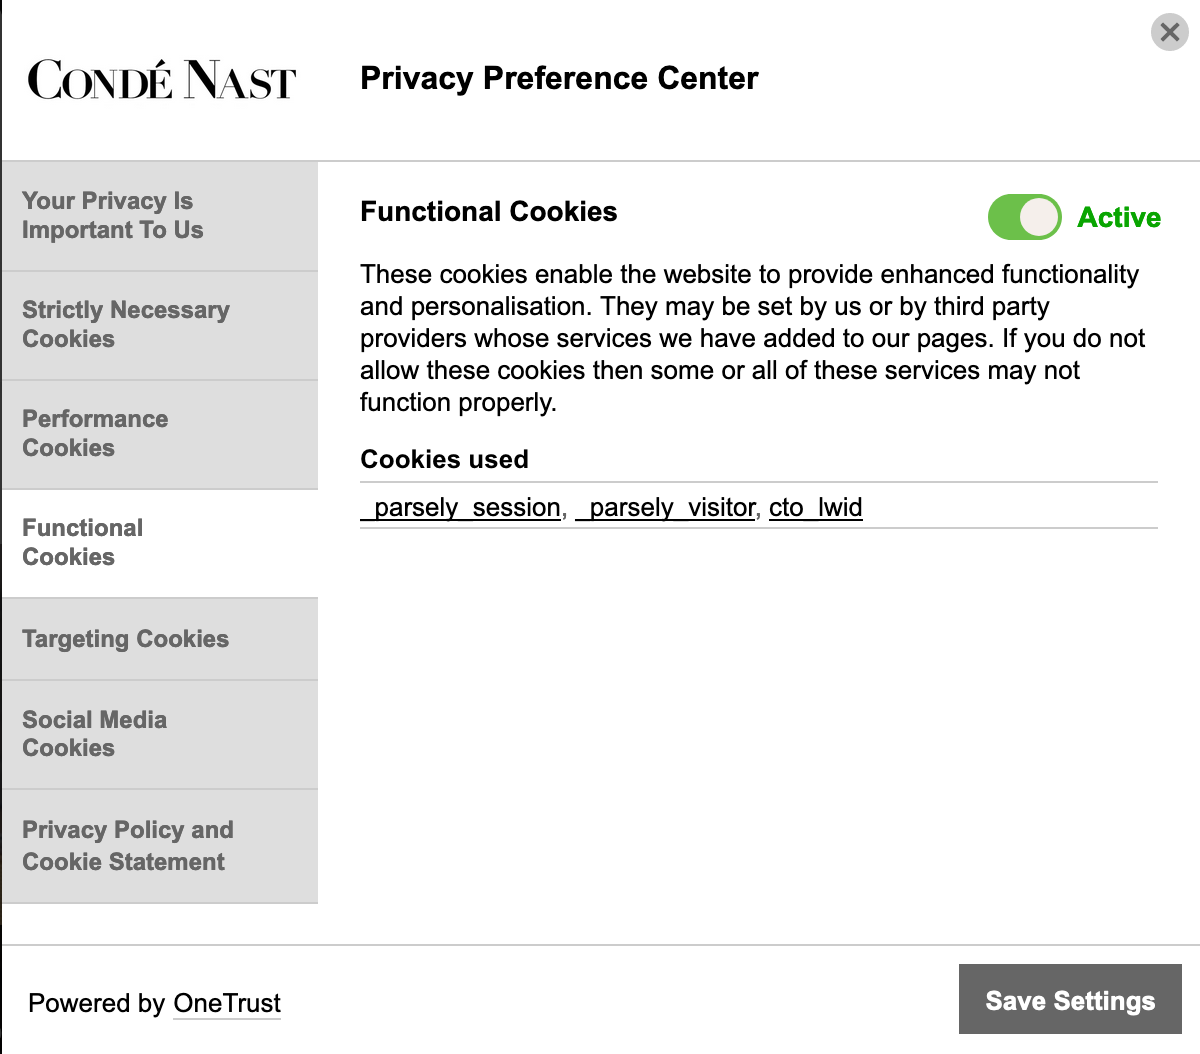 CONDÉ NAST
Privacy Preference Center
Your Privacy Is
Important To Us
Strictly Necessary
Cookies
Performance
Cookies
Functional
Cookies
Targeting Cookies
Social Media
Cookies
Privacy Policy and
Cookie Statement
Functional Cookies
Active
These cookies enable the website to provide enhanced functionality
and personalisation. They may be set by us or by third party
providers whose services we have added to our pages. If you do not
allow these cookies then some or all of these services may not
function properly.
Cookies used
_parsely_session, _parsely_visitor, cto_lwid
Powered by OneTrust
Save Settings